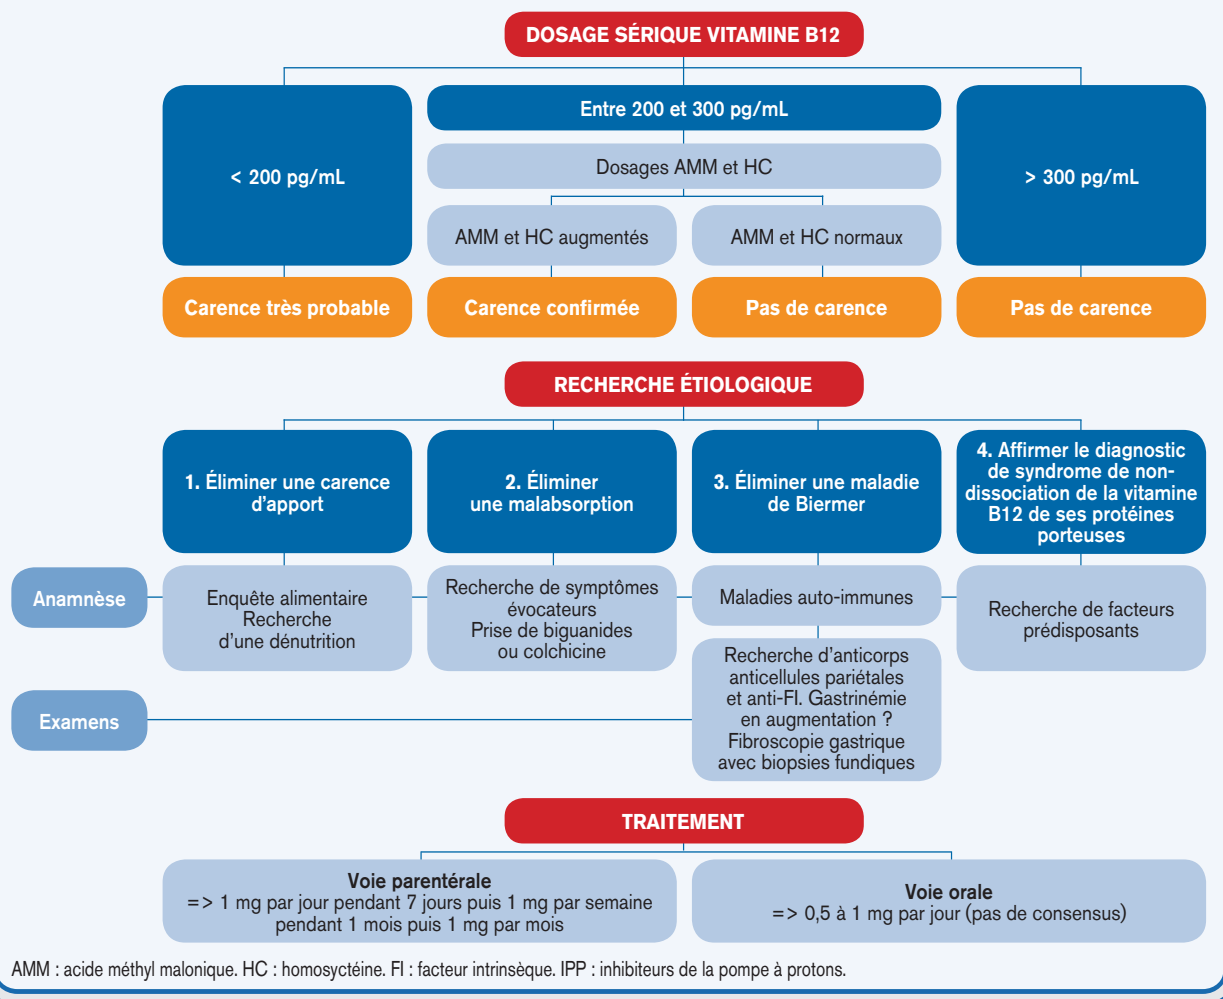 DOSAGE SÉRIQUE VITAMINE B12
< 200 pg/mL
Entre 200 et 300 pg/mL
> 300 pg/mL
Dosages AMM et HC
AMM et HC augmentés
AMM et HC normaux
Carence très probable
Carence confirmée
Pas de carence
Pas de carence
RECHERCHE ÉTIOLOGIQUE
1. Éliminer une carence
d'apport
2. Éliminer
une malabsorption
3. Éliminer une maladie
de Biermer
4. Affirmer le diagnostic
de syndrome de non-
dissociation de la vitamine
B12 de ses protéines
porteuses
Anamnèse
Enquête alimentaire
Recherche
d'une dénutrition
Recherche de symptômes
évocateurs
Prise de biguanides
ou colchicine
Maladies auto-immunes
Recherche de facteurs
prédisposants
Examens
Recherche d'anticorps
anticellules pariétales
et anti-FI. Gastrinémie
en augmentation ?
Fibroscopie gastrique
avec biopsies fundiques
TRAITEMENT
Voie parentérale
=> 1 mg par jour pendant 7 jours puis 1 mg par semaine
pendant 1 mois puis 1 mg par mois
Voie orale
=> 0,5 à 1 mg par jour (pas de consensus)
AMM : acide méthyl malonique. HC : homosyctéine. FI : facteur intrinsèque. IPP : inhibiteurs de la pompe à protons.